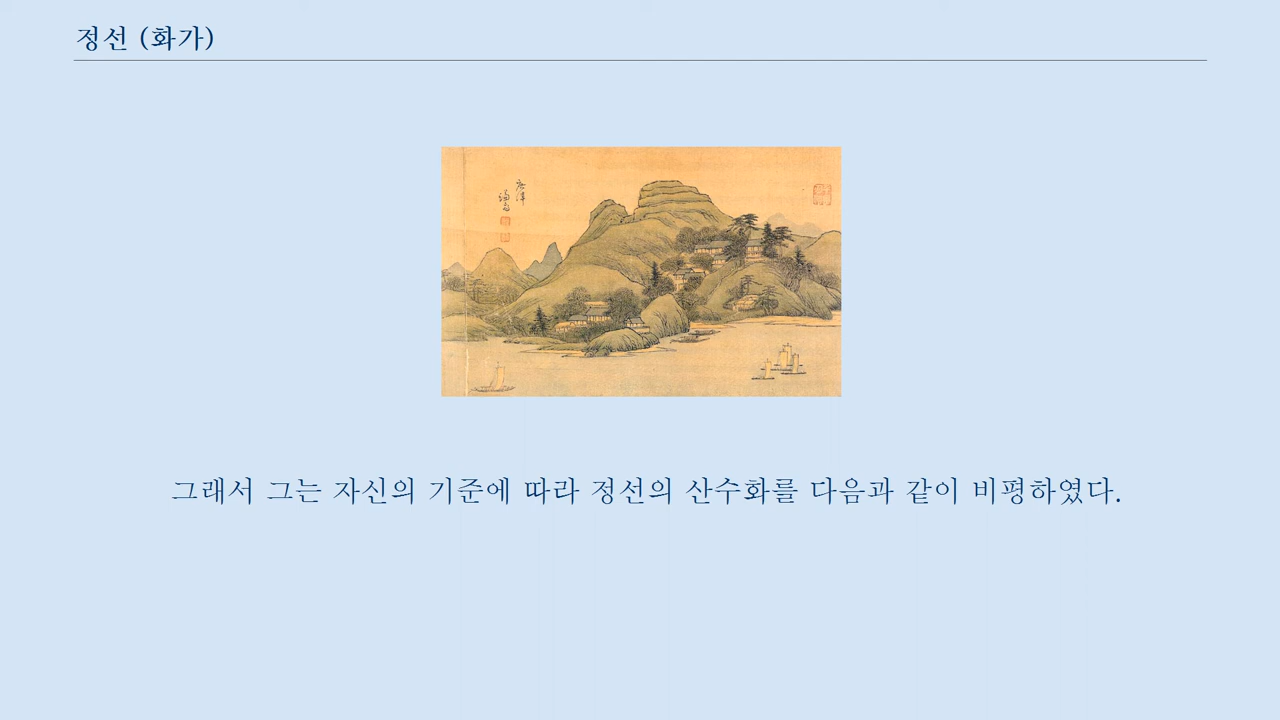 정선 (화가)
그래서 그는 자신의 기준에 따라 정선의 산수화를 다음과 같이 비평하였다.